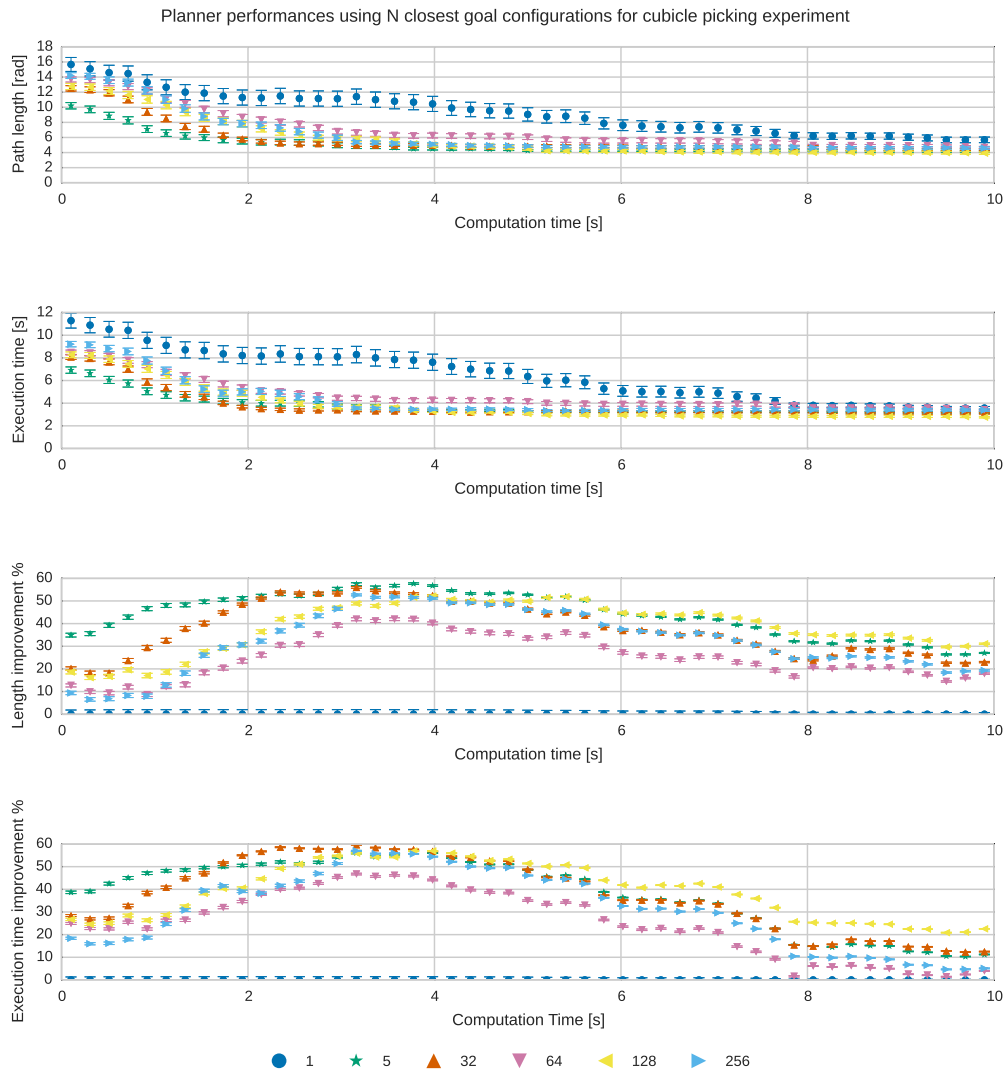 Planner performances using N closest goal configurations for cubicle picking experiment
Path length [rad]
18
16
14
12
10
8
6
4
2
0
0 2 4 6 8 10
Computation time [s]
Execution time [s]
12
10
8
6
4
2
0
0 2 4 6 8 10
Computation time [s]
Length improvement %
60
50
40
30
20
10
0
0 2 4 6 8 10
Computation time [s]
Execution time improvement %
60
50
40
30
20
10
0
0 2 4 6 8 10
Computation Time [s]
1 5 32 64 128 256